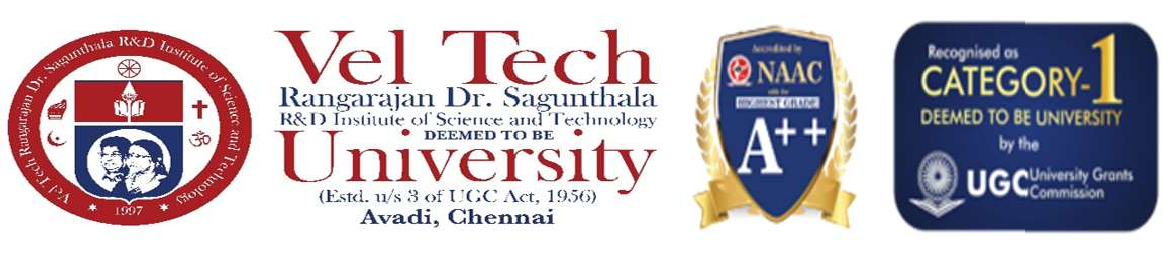 Vel Tech Rangarajan Dr. Sagunthala R&D Institute of Science and Technology
1997
Vel Tech
Rangarajan Dr. Sagunthala
R&D Institute of Science and Technology
DEEMED TO BE
University
(Estd. u/s 3 of UGC Act, 1956)
Avadi, Chennai
Accredited by
NAAC
with the
HIGHEST GRADE
A++
Recognised as
CATEGORY-1
DEEMED TO BE UNIVERSITY
by the
UGC University Grants
Commission